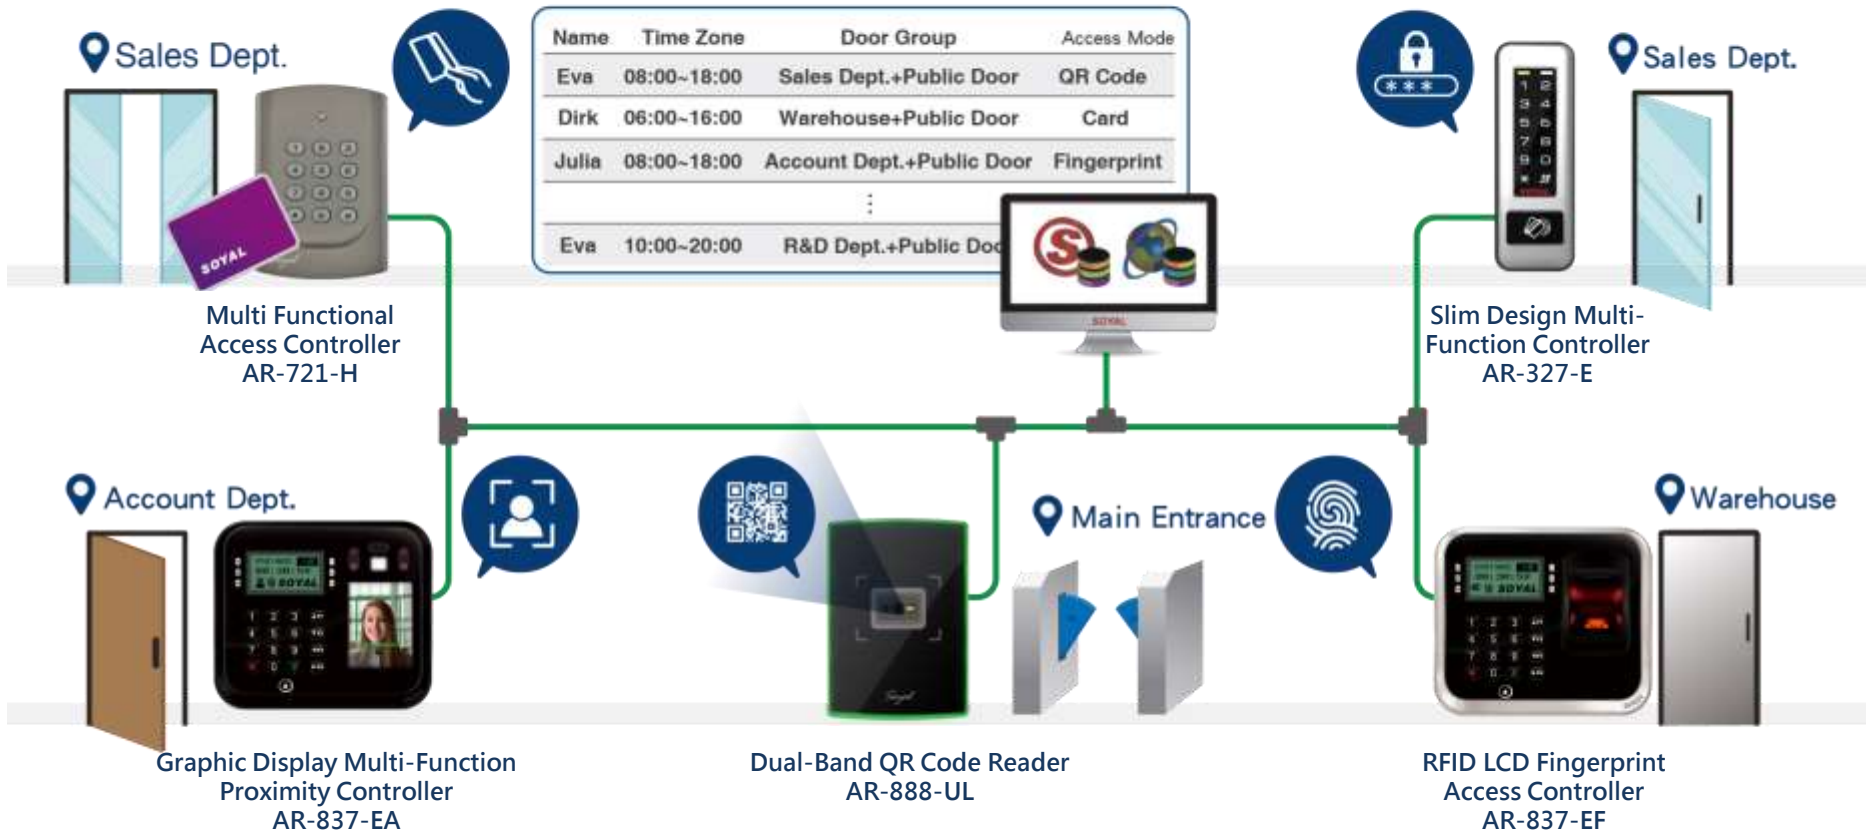 Sales Dept.
Name Time Zone Door Group Access Mode
Eva 08:00~18:00 Sales Dept.+Public Door QR Code
Dirk 06:00~16:00 Warehouse+Public Door Card
Julia 08:00~18:00 Account Dept.+Public Door Fingerprint
⋮
Eva 10:00~20:00 R&D Dept.+Public Doo
***
Sales Dept.
SOYAL
S
SOYAL
Multi Functional
Access Controller
AR-721-H
Slim Design Multi-
Function Controller
AR-327-E
Account Dept.
Main Entrance
Warehouse
SOYAL
SOYAL
Soyal
Graphic Display Multi-Function
Proximity Controller
AR-837-EA
Dual-Band QR Code Reader
AR-888-UL
RFID LCD Fingerprint
Access Controller
AR-837-EF